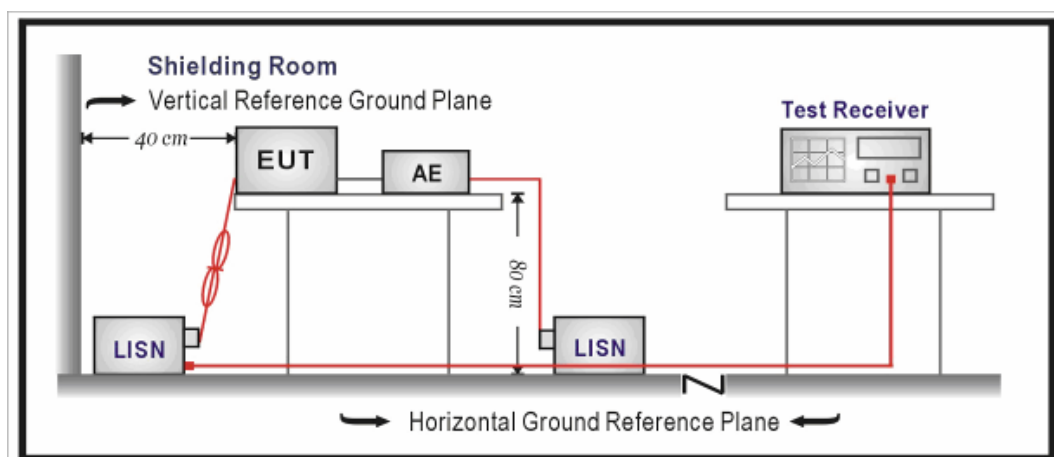 Shielding Room
Vertical Reference Ground Plane
40 cm
EUT
AE
Test Receiver
80 cm
LISN
LISN
Horizontal Ground Reference Plane